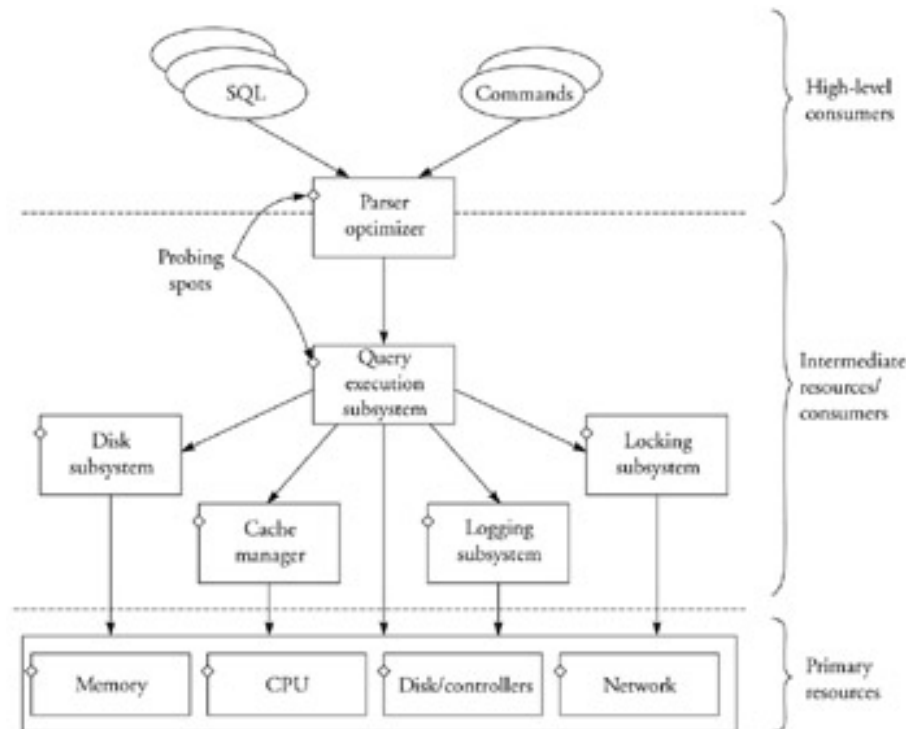 SQL
Commands
High-level
consumers
Parser
optimizer
Probing
spots
Query
execution
subsystem
Intermediate
resources/
consumers
Disk
subsystem
Locking
subsystem
Cache
manager
Logging
subsystem
Memory
CPU
Disk/controllers
Network
Primary
resources